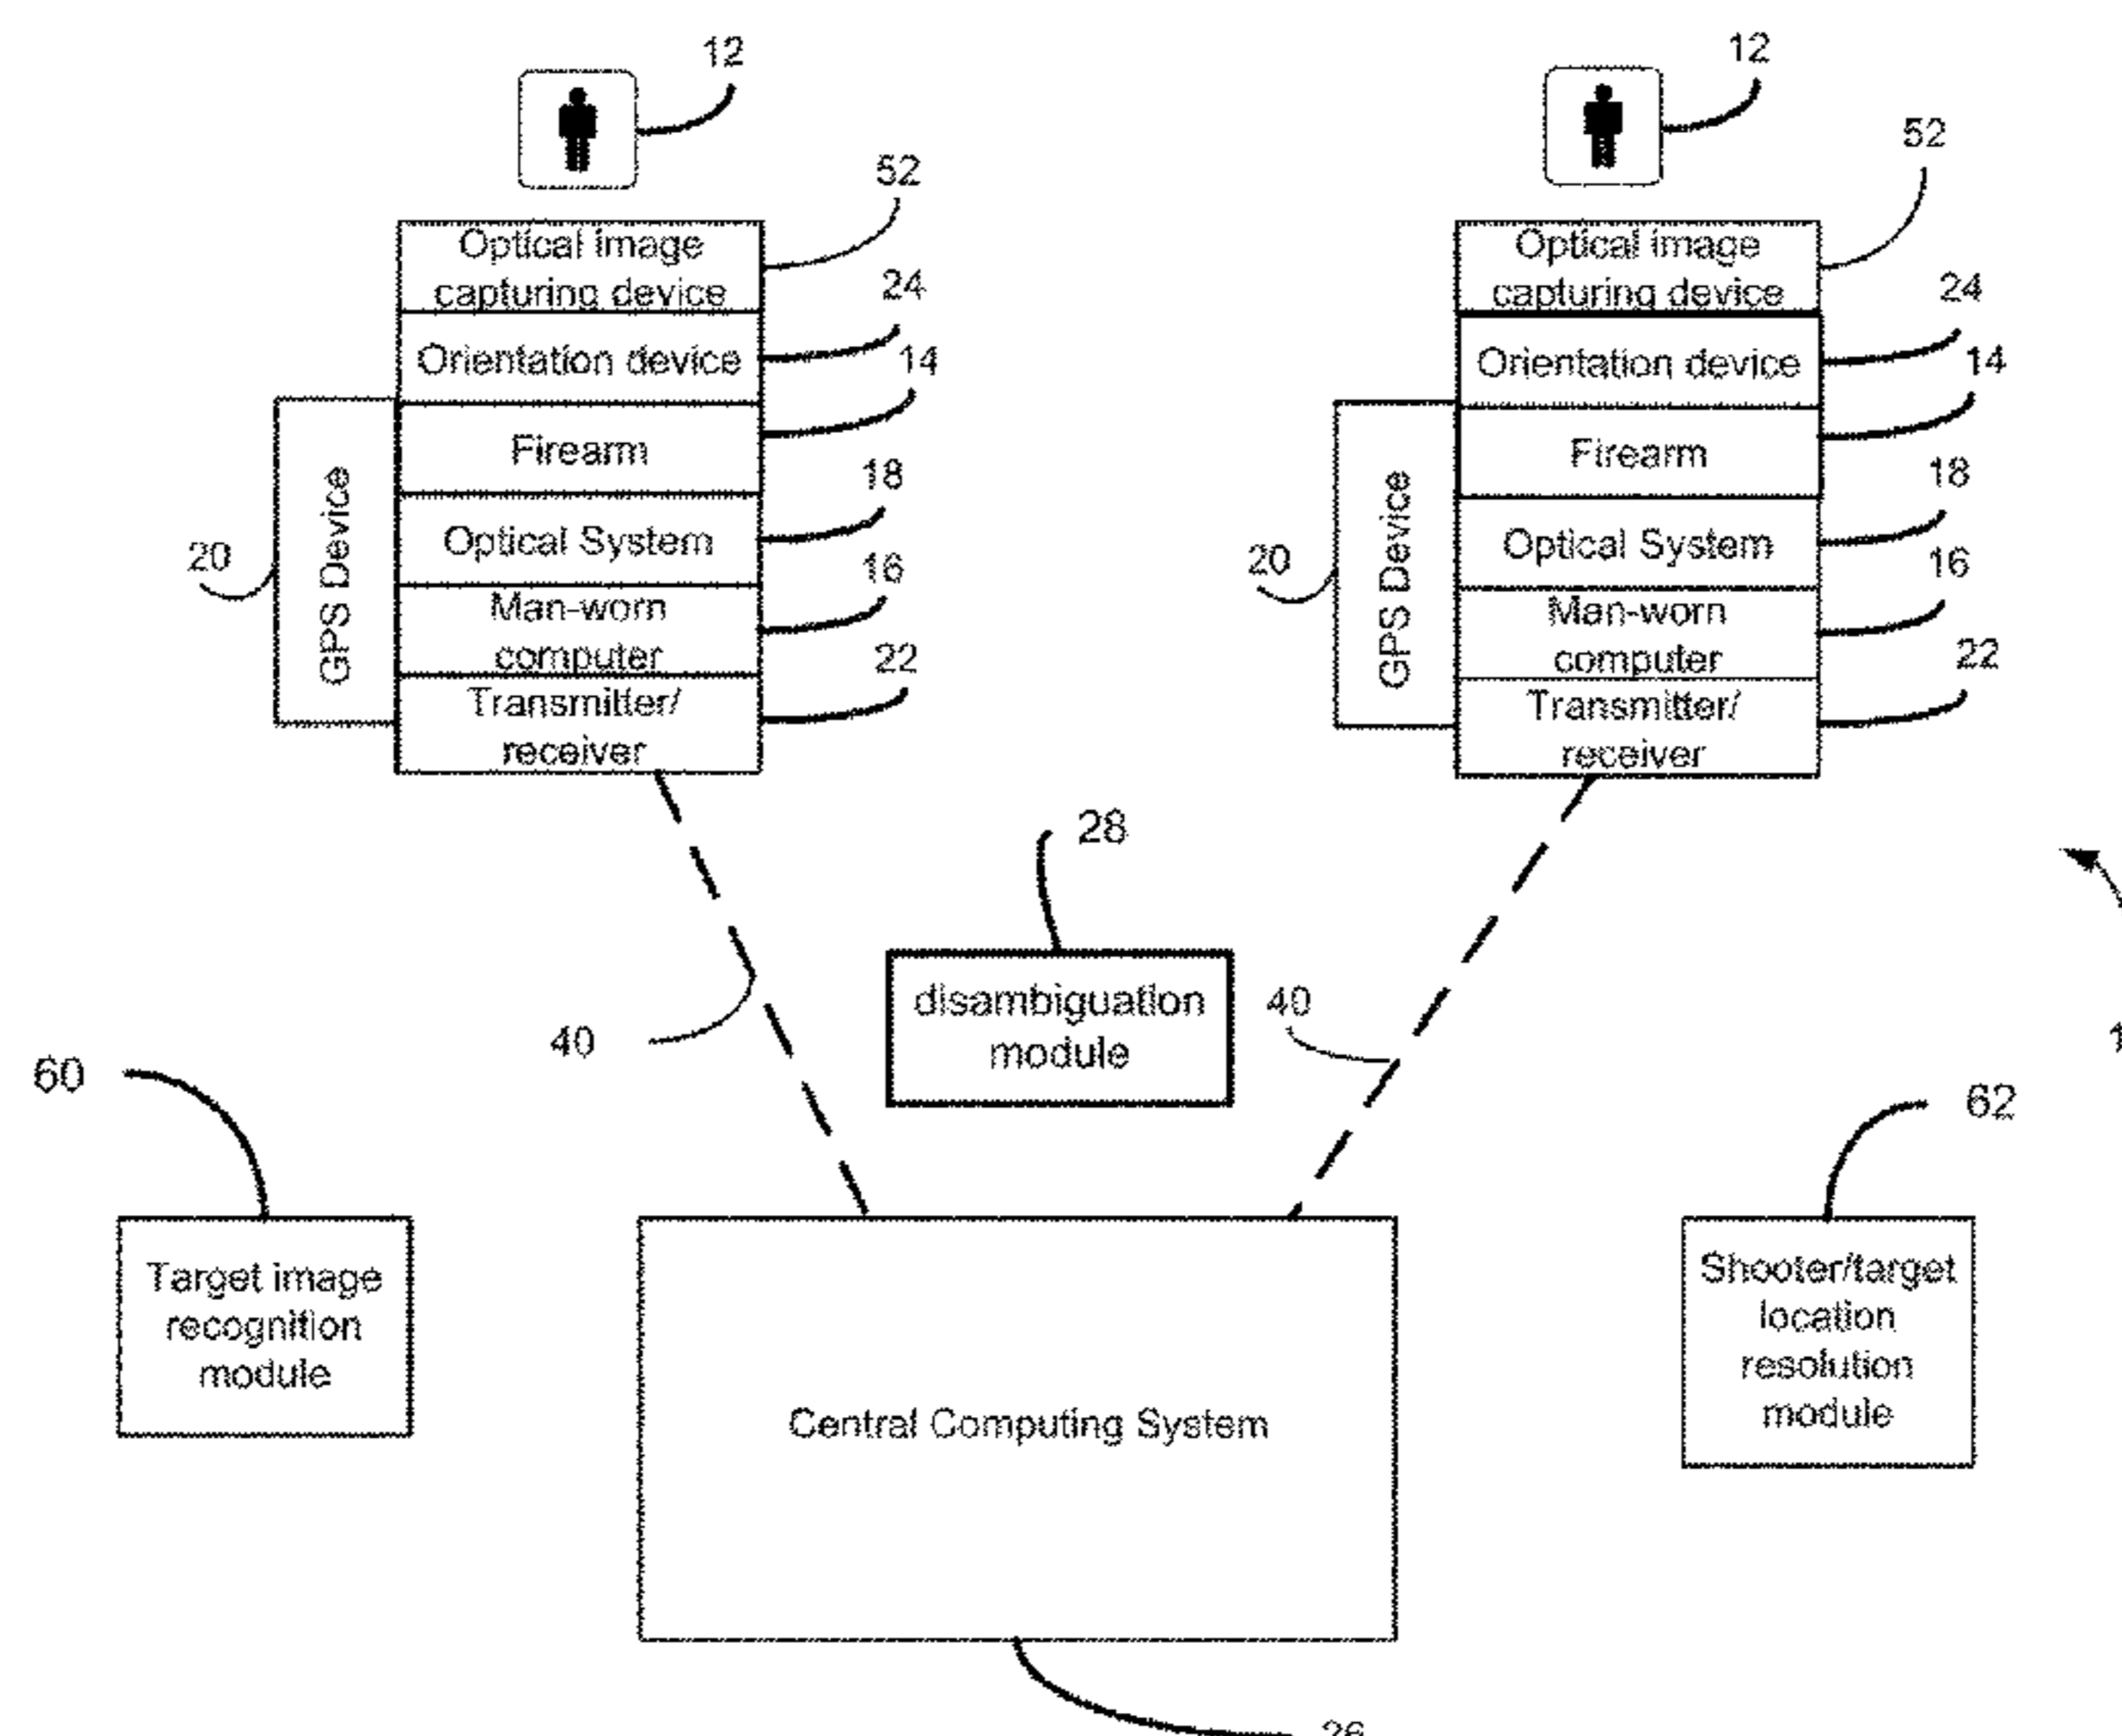 12
12
52
52
Optical image
capturing device
Optical image
capturing device
24
24
Orientation device
Orientation device
14
14
Firearm
Firearm
18
18
GPS Device
GPS Device
20
20
Optical System
Optical System
16
16
Man-worn
computer
Man-worn
computer
22
22
Transmitter/
receiver
Transmitter/
receiver
28
disambiguation
module
40
40
60
62
Target image
recognition
module
Central Computing System
Shooter/target
location
resolution
module